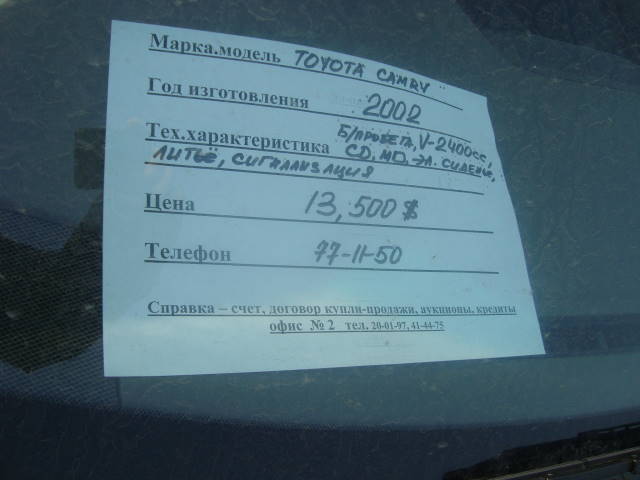 Марка.модель TOYOTA CAMRY
Год изготовления 2002
Тех.характеристика Б/ПРОБЕГА, V-2400cc,
CD, MD, ЭЛ. СИДЕНЬЕ,
ЛИТЬЁ, СИГНАЛИЗАЦИЯ
Цена 13,500$
Телефон 77-11-50
Справка – счет, договор купли-продажи, аукционы, кредиты
офис № 2 тел. 20-01-97, 41-44-75